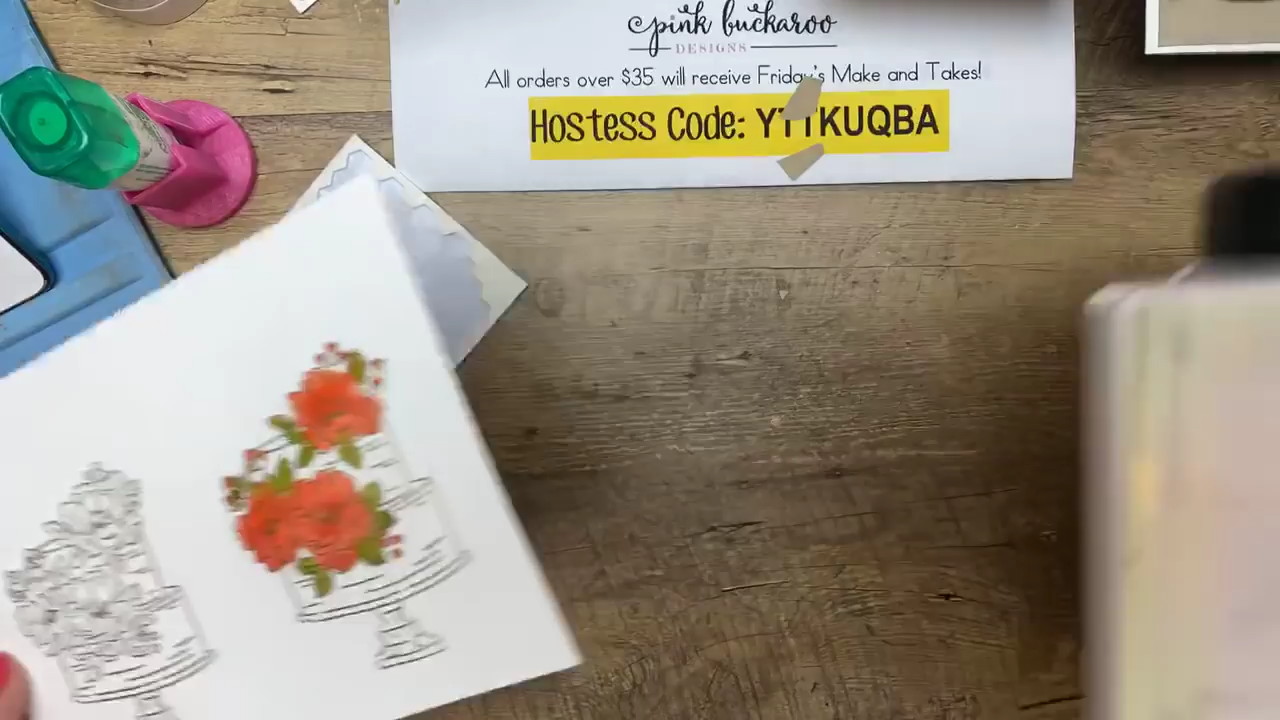 pink buckaroo
DESIGNS
All orders over $35 will receive Friday's Make and Takes!
Hostess Code: YTTKUQBA